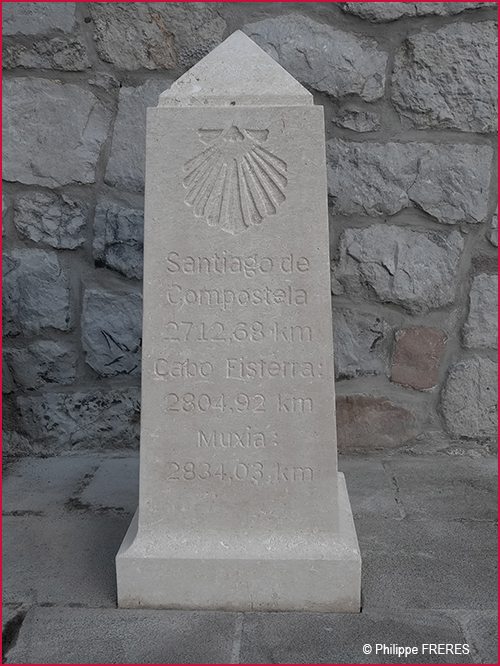 Santiago de
Compostela
2712,68 km
Cabo Fisterra:
2804,92 km
Muxia:
2834,03, km
© Philippe FRERES